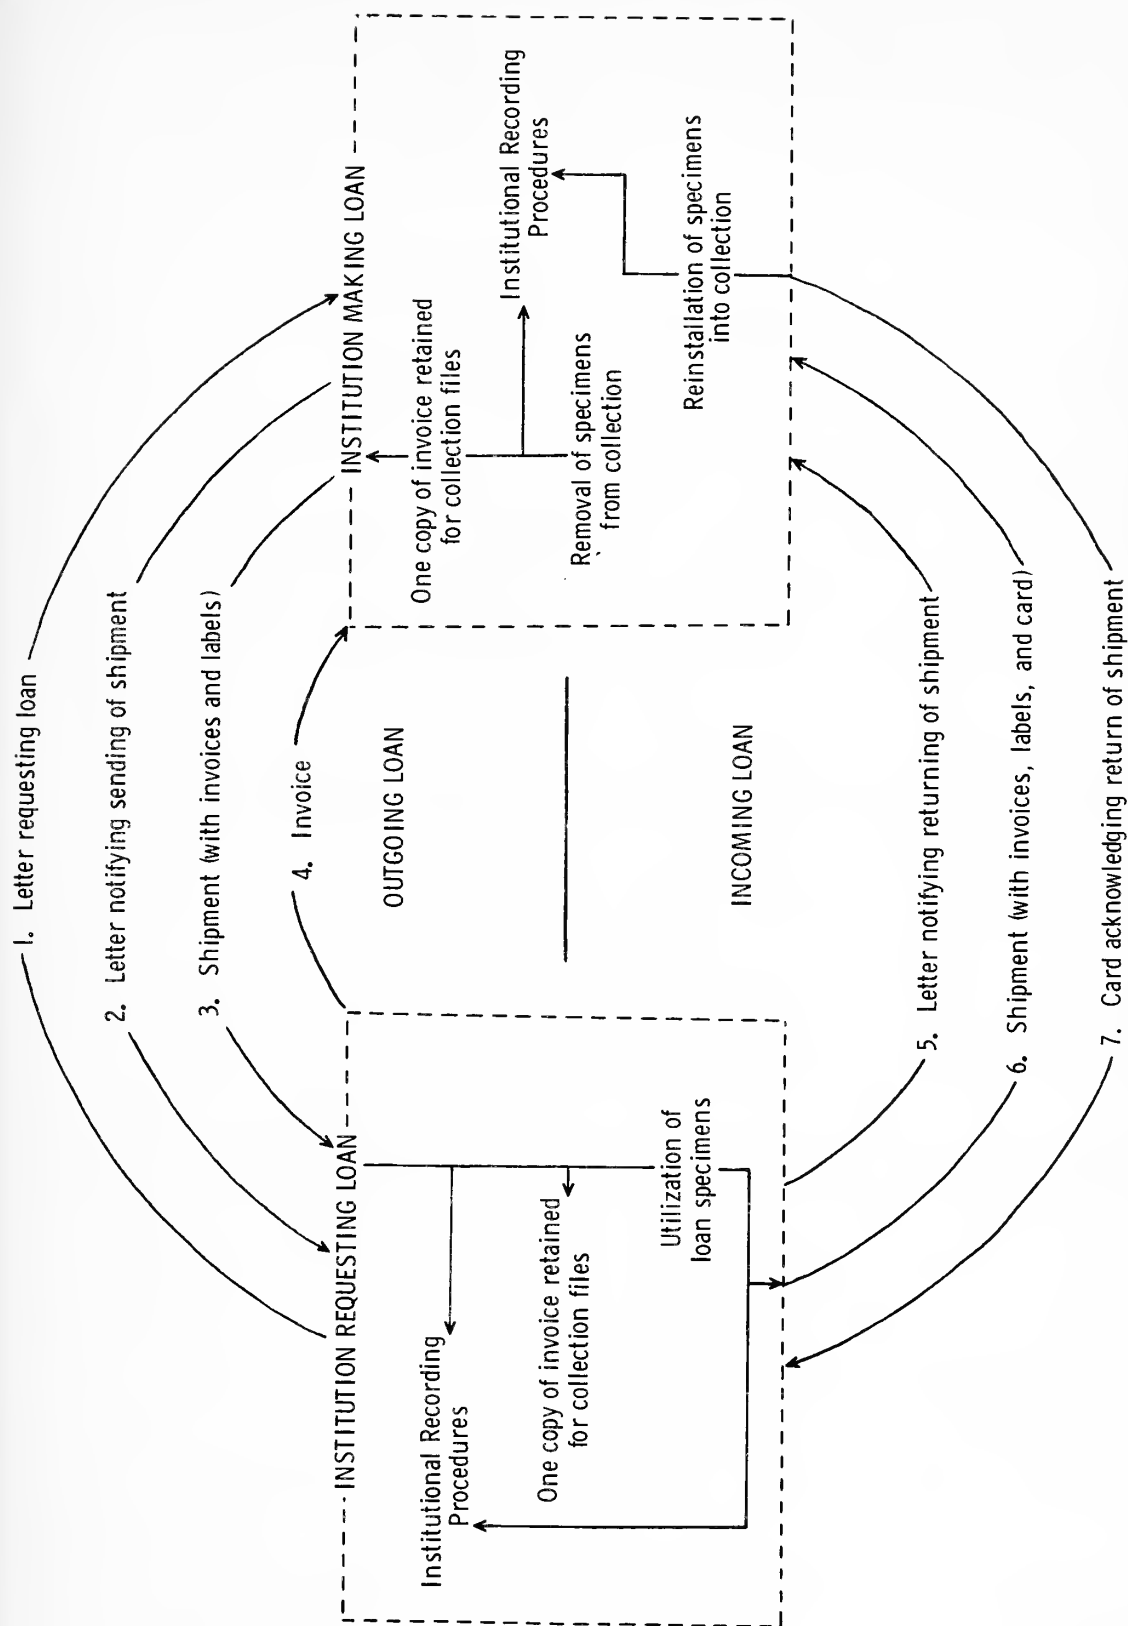 1. Letter requesting loan
2. Letter notifying sending of shipment
3. Shipment (with invoices and labels)
4. Invoice
INSTITUTION REQUESTING LOAN
Institutional Recording
Procedures
One copy of invoice retained
for collection files
Utilization of
loan specimens
OUTGOING LOAN
INCOMING LOAN
INSTITUTION MAKING LOAN
One copy of invoice retained
for collection files
Institutional Recording
Procedures
Removal of specimens
from collection
Reinstallation of specimens
into collection
5. Letter notifying returning of shipment
6. Shipment (with invoices, labels, and card)
7. Card acknowledging return of shipment